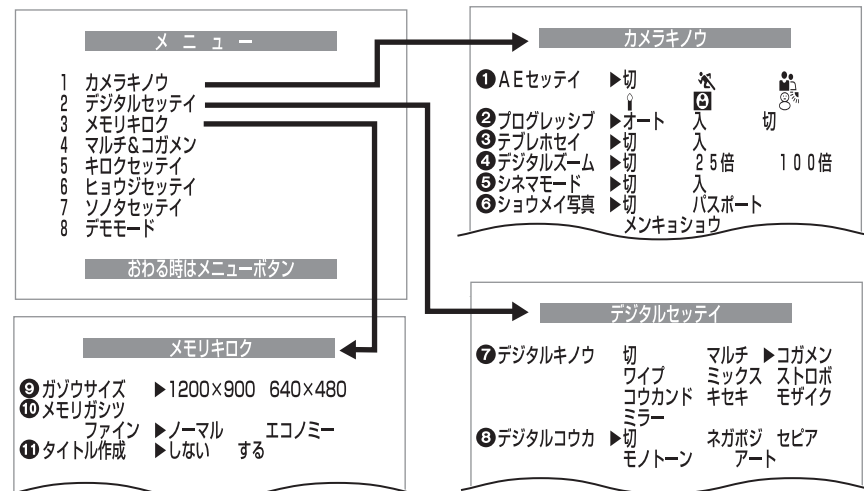 メニュー
1 カメラキノウ
2 デジタルセッテイ
3 メモリキロク
4 マルチ&コガメン
5 キロクセッテイ
6 ヒョウジセッテイ
7 ソノタセッテイ
8 デモモード
おわる時はメニューボタン
カメラキノウ
❶AEセッテイ ▶切
❷プログレッシブ ▶オート 入 切
❸テブレホセイ ▶切 入
❹デジタルズーム ▶切 25倍 100倍
❺シネマモード ▶切 入
❻ショウメイ写真 ▶切 パスポート
メンキョショウ
メモリキロク
❾ガゾウサイズ ▶1200×900 640×480
❿メモリガシツ
ファイン ▶ノーマル エコノミー
⓫タイトル作成 ▶しない する
デジタルセッテイ
❼デジタルキノウ 切 マルチ ▶コガメン
ワイプ ミックス ストロボ
コウカンド キセキ モザイク
ミラー
❽デジタルコウカ ▶切 ネガポジ セピア
モノトーン アート